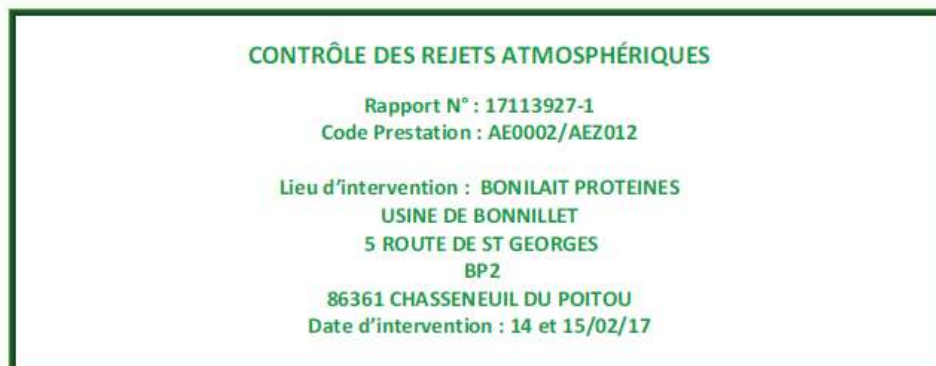 CONTRÔLE DES REJETS ATMOSPHÉRIQUES
Rapport N° : 17113927-1
Code Prestation : AE0002/AEZ012
Lieu d'intervention : BONILAIT PROTEINES
USINE DE BONNILLET
5 ROUTE DE ST GEORGES
BP2
86361 CHASSENEUIL DU POITOU
Date d'intervention : 14 et 15/02/17